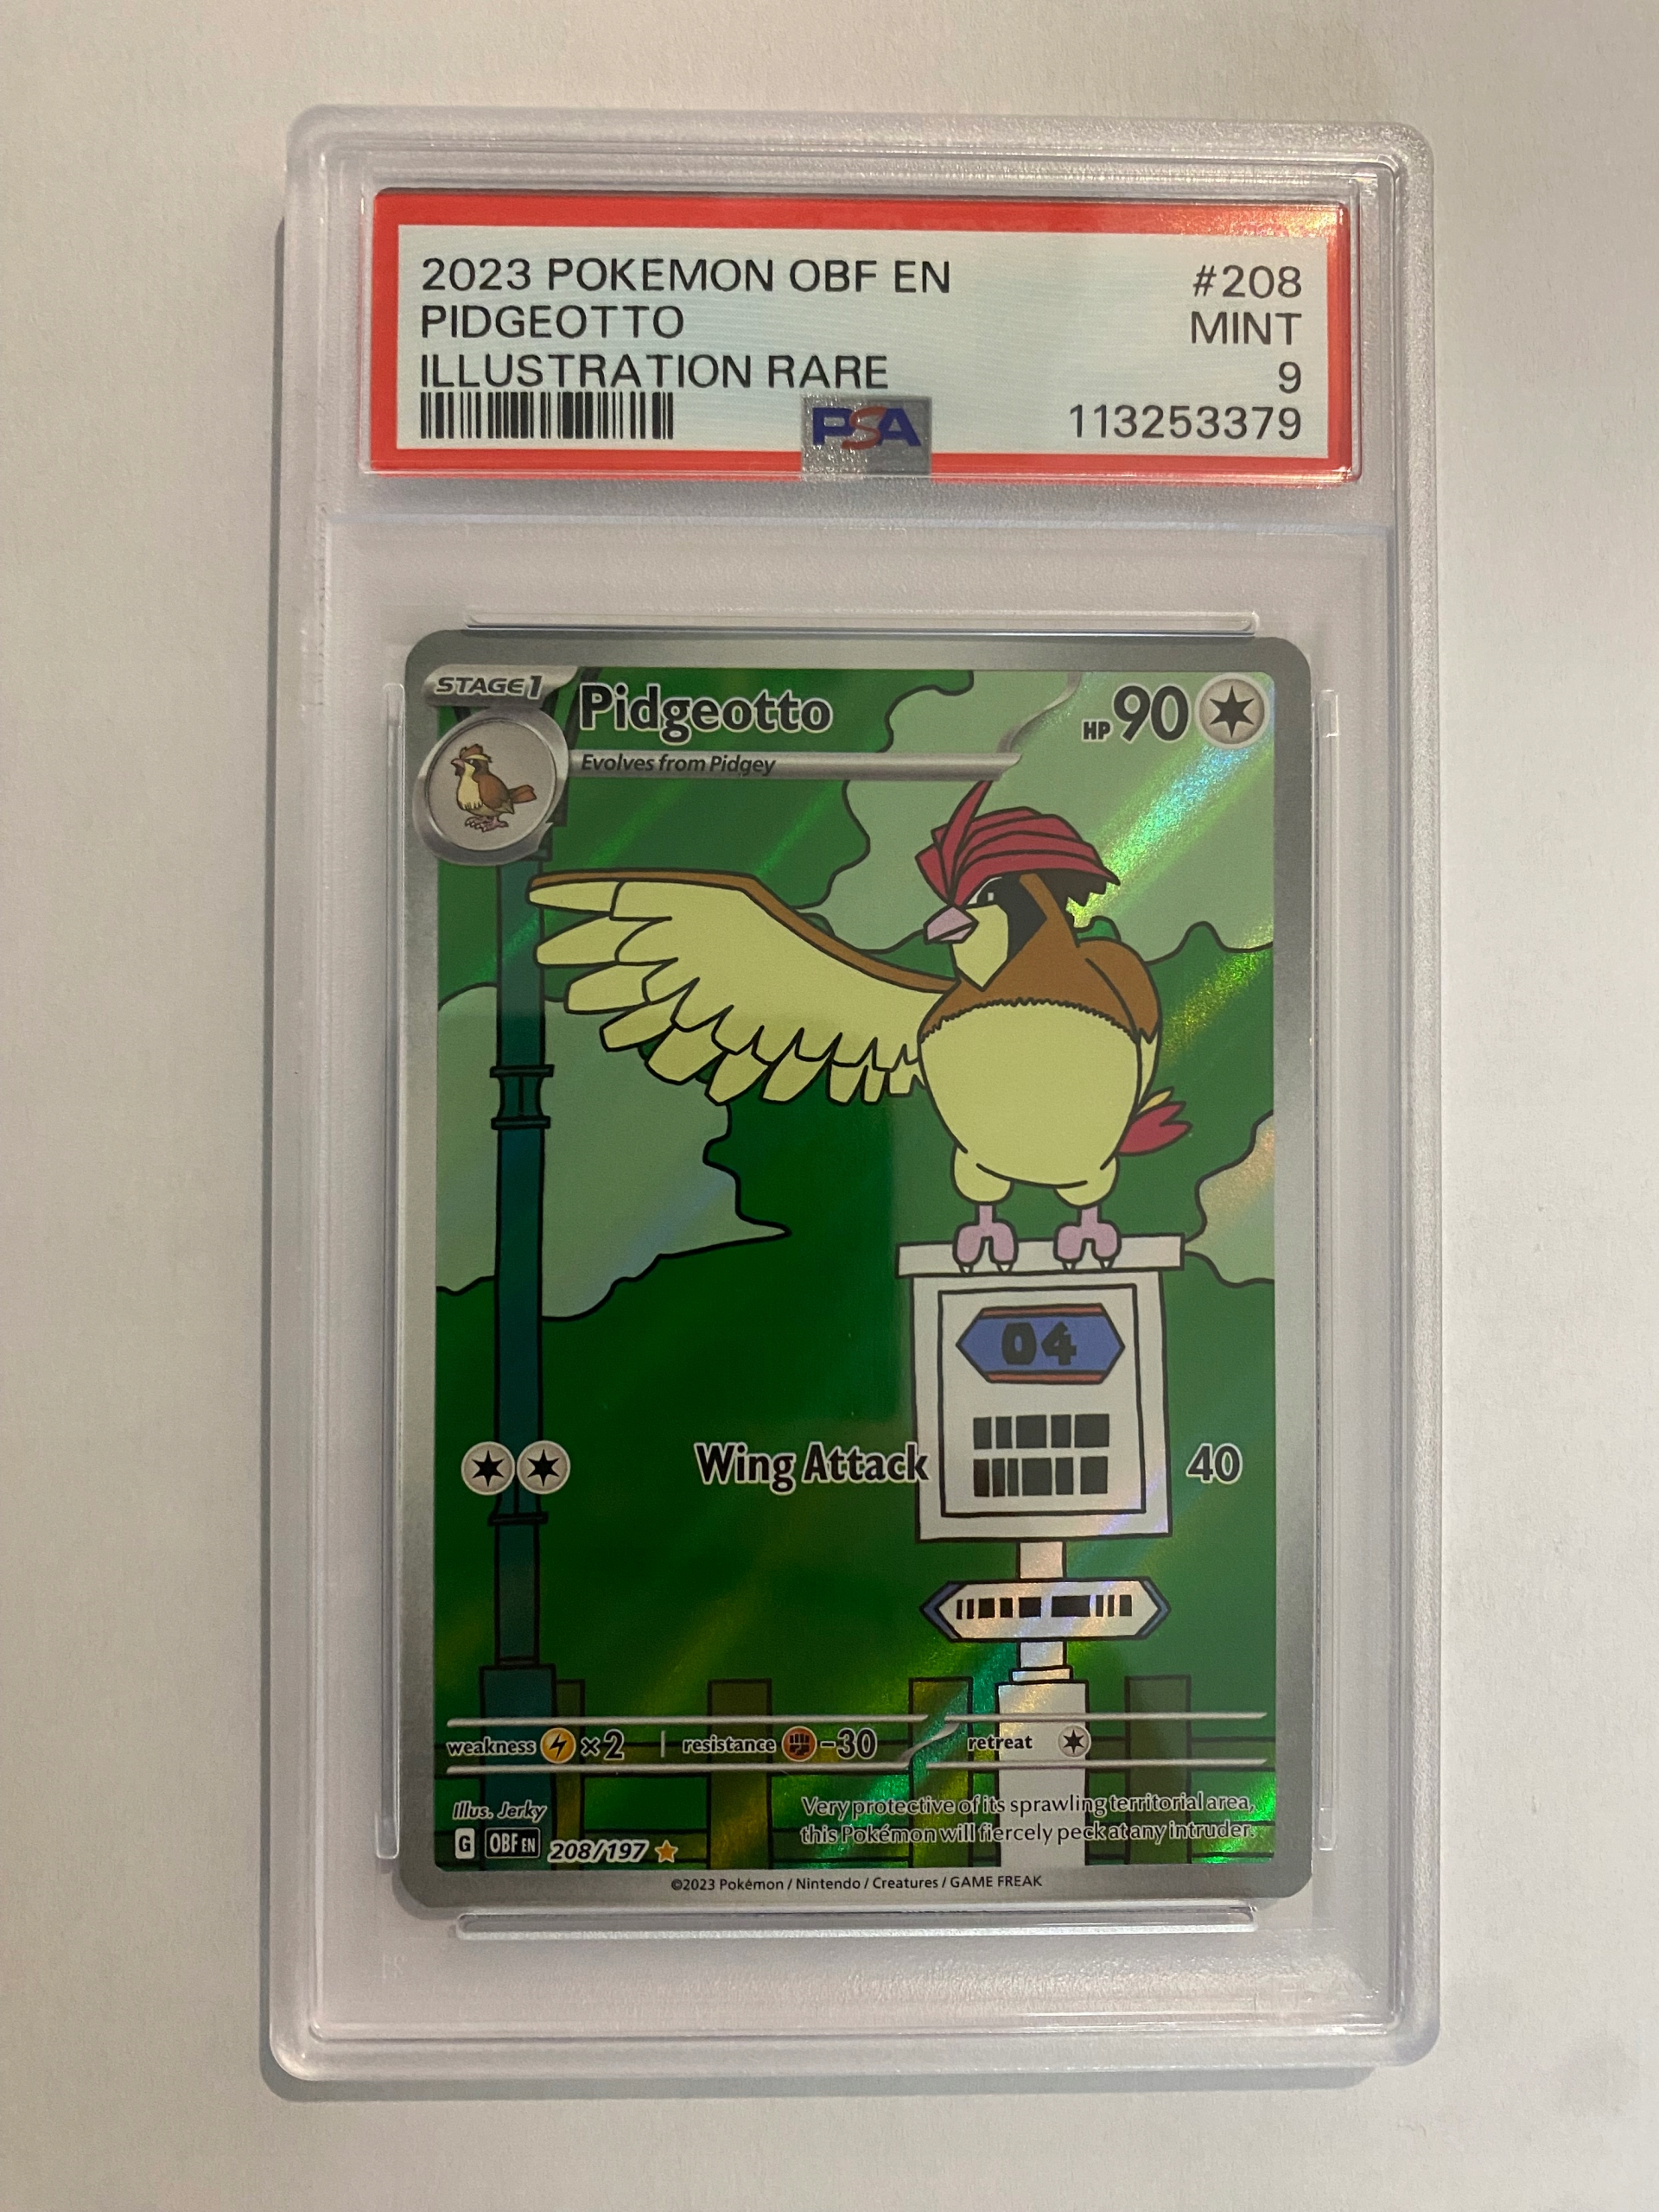 2023 POKEMON OBF EN #208
PIDGEOTTO MINT
ILLUSTRATION RARE 9
PSA 113253379
STAGE 1 Pidgeotto HP 90
Evolves from Pidgey
04
Wing Attack 40
weakness ×2 | resistance -30 retreat
Illus. Jerky
Very protective of its sprawling territorial area,
this Pokémon will fiercely peck at any intruder.
G OBF EN 208/197
©2023 Pokémon / Nintendo / Creatures / GAME FREAK